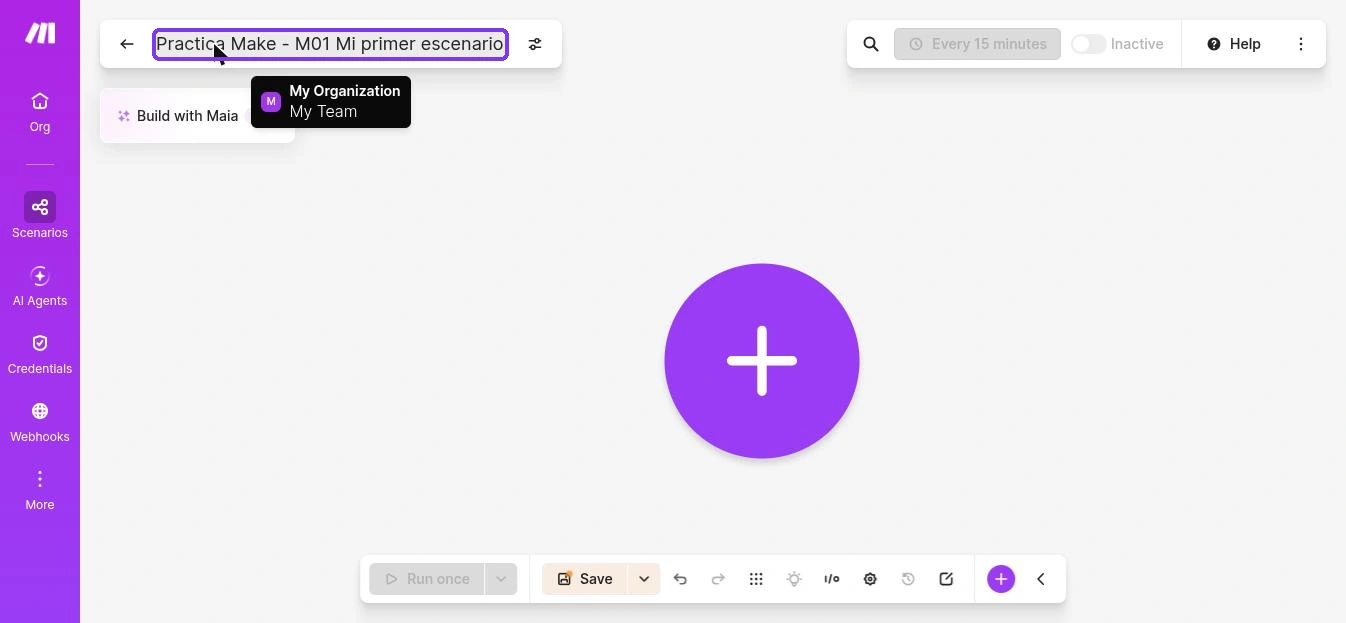 Practica Make - M01 Mi primer escenario
Every 15 minutes
Inactive
Help
M
My Organization
My Team
Build with Maia
Org
Scenarios
AI Agents
Credentials
Webhooks
More
Run once
Save